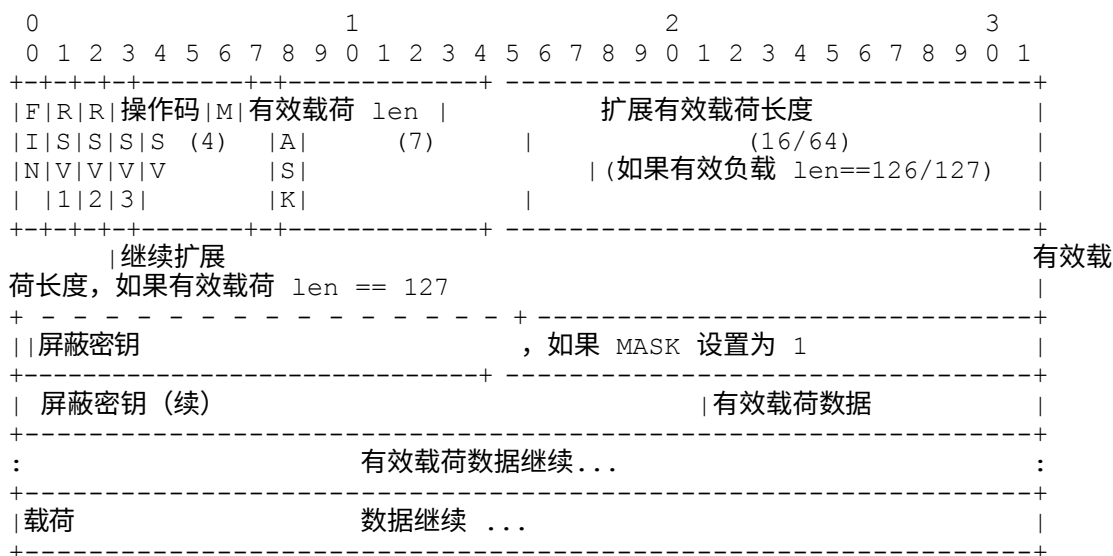 0 1 2 3
0 1 2 3 4 5 6 7 8 9 0 1 2 3 4 5 6 7 8 9 0 1 2 3 4 5 6 7 8 9 0 1
+-+-+-+-+-------+-+-------------+ -------------------------------+
|F|R|R|操作码|M|有效载荷 len | 扩展有效载荷长度 |
|I|S|S|S|S (4) |A| (7) | (16/64) |
|N|V|V|V|V |S| |(如果有效负载 len==126/127) |
| |1|2|3| |K| | |
+-+-+-+-+-------+-+-------------+ -------------------------------+
|继续扩展 有效载
荷长度，如果有效载荷 len == 127 |
+ - - - - - - - - - - - - - - - + -------------------------------+
||屏蔽密钥 ，如果 MASK 设置为 1 |
+-------------------------------+ -------------------------------+
| 屏蔽密钥（续） |有效载荷数据 |
+---------------------------------------------------------------+
: 有效载荷数据继续... :
+---------------------------------------------------------------+
|载荷 数据继续 ... |
+---------------------------------------------------------------+